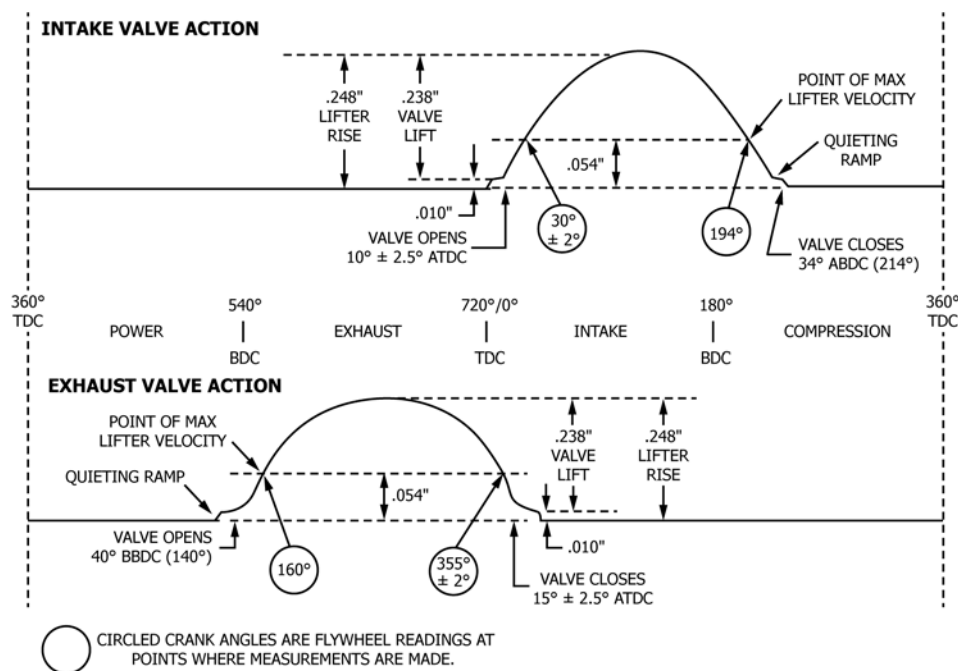 INTAKE VALVE ACTION
.248"
LIFTER
RISE
.238"
VALVE
LIFT
POINT OF MAX
LIFTER VELOCITY
QUIETING
RAMP
.054"
.010"
VALVE OPENS
10° ± 2.5° ATDC
30°
± 2°
194°
VALVE CLOSES
34° ABDC (214°)
360°
TDC
POWER
540°
BDC
EXHAUST
720°/0°
TDC
INTAKE
180°
BDC
COMPRESSION
360°
TDC
EXHAUST VALVE ACTION
POINT OF MAX
LIFTER VELOCITY
QUIETING RAMP
.054"
.238"
VALVE
LIFT
.248"
LIFTER
RISE
VALVE OPENS
40° BBDC (140°)
160°
355°
± 2°
.010"
VALVE CLOSES
15° ± 2.5° ATDC
CIRCLED CRANK ANGLES ARE FLYWHEEL READINGS AT
POINTS WHERE MEASUREMENTS ARE MADE.